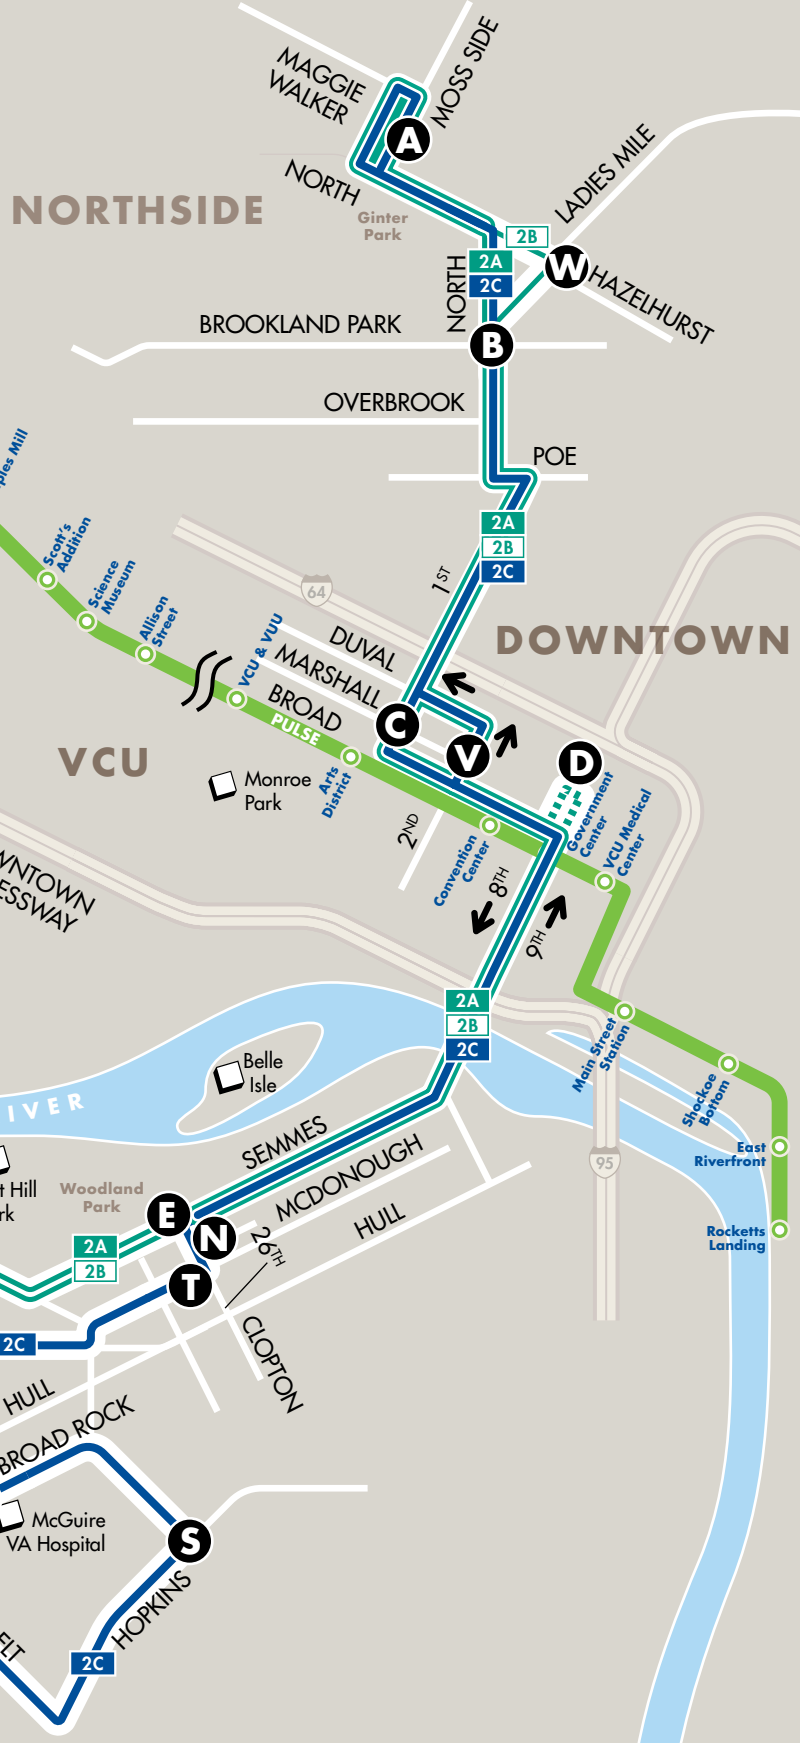 MOSS SIDE
MAGGIE
WALKER
A
LADIES MILE
NORTH
NORTHSIDE
Ginter
Park
2B
2A
2C
NORTH
W
HAZELHURST
BROOKLAND PARK
B
OVERBROOK
POE
2A
2B
2C
Scott's
Addition
Science
Museum
Allison
Street
1ST
64
DOWNTOWN
VCU & VUU
DUVAL
MARSHALL
BROAD
PULSE
C
V
D
VCU
Monroe
Park
Arts
District
Government
Center
VCU Medical
Center
2ND
Convention
Center
8TH
9TH
2A
2B
2C
Main Street
Station
Belle
Isle
Shockoe
Bottom
East
Riverfront
95
Rocketts
Landing
IVER
SEMMES
MCDONOUGH
HULL
t Hill
rk
Woodland
Park
E
N
26TH
2A
2B
T
2C
CLOPTON
HULL
BROAD ROCK
McGuire
VA Hospital
S
HOPKINS
2C